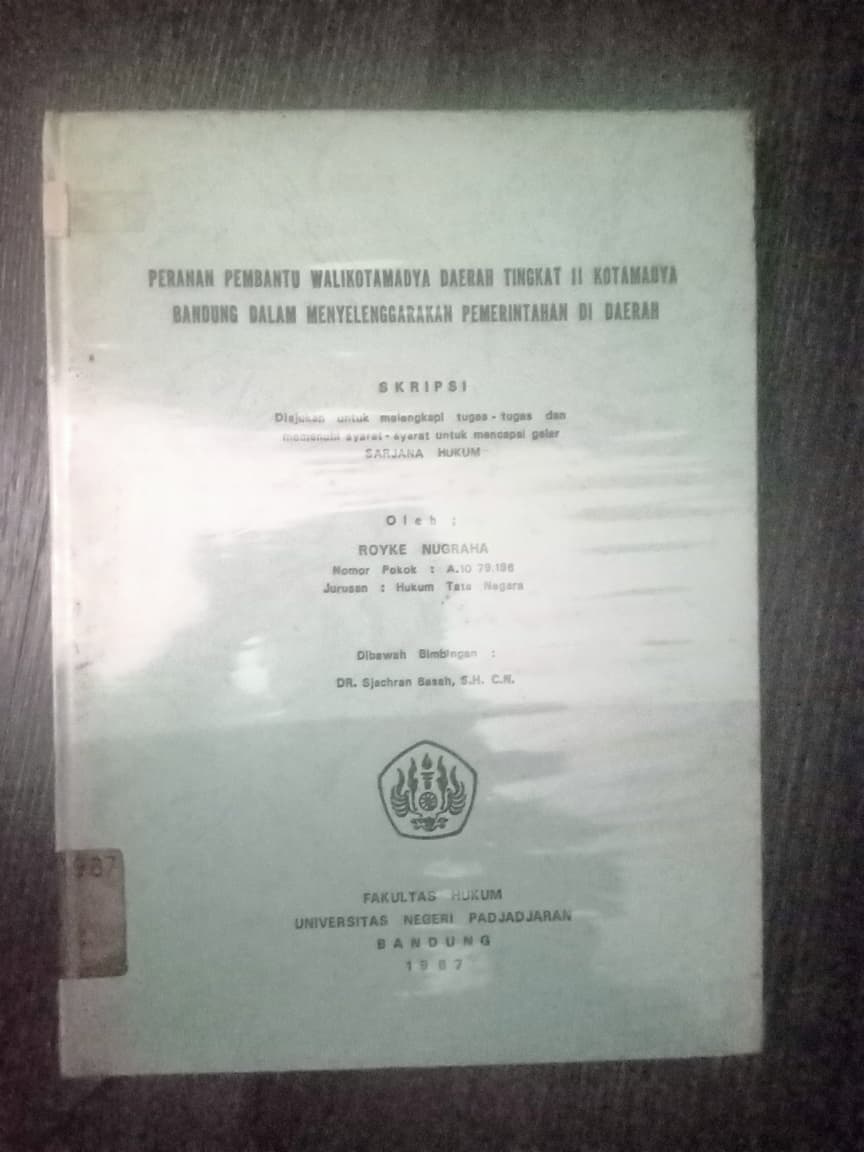 PERANAN PEMBANTU WALIKOTAMADYA DAERAH TINGKAT II KOTAMADYA
BANDUNG DALAM MENYELENGGARAKAN PEMERINTAHAN DI DAERAH
SKRIPSI
Diajukan untuk melengkapi tugas - tugas dan
memenuhi syarat - syarat untuk mencapai gelar
SARJANA HUKUM
Oleh :
ROYKE NUGRAHA
Nomor Pokok : A.10 79.196
Jurusan : Hukum Tata Negara
Dibawah Bimbingan :
DR. Sjachran Basah, S.H. C.N.
FAKULTAS HUKUM
UNIVERSITAS NEGERI PADJADJARAN
BANDUNG
1987
987